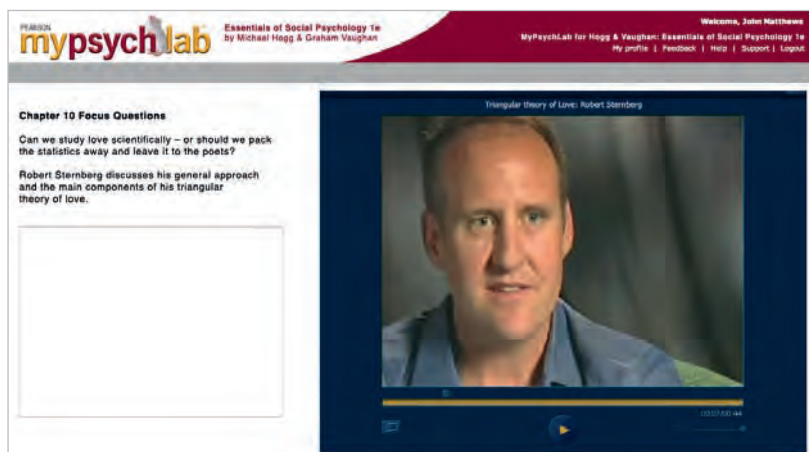 PEARSON
mypsychlab
Essentials of Social Psychology 1e
by Michael Hogg & Graham Vaughan
Welcome, John Matthews
MyPsychLab for Hogg & Vaughan: Essentials of Social Psychology 1e
My profile | Feedback | Help | Support | Logout
Chapter 10 Focus Questions
Can we study love scientifically – or should we pack
the statistics away and leave it to the poets?
Robert Sternberg discusses his general approach
and the main components of his triangular
theory of love.
Triangular theory of Love: Robert Sternberg